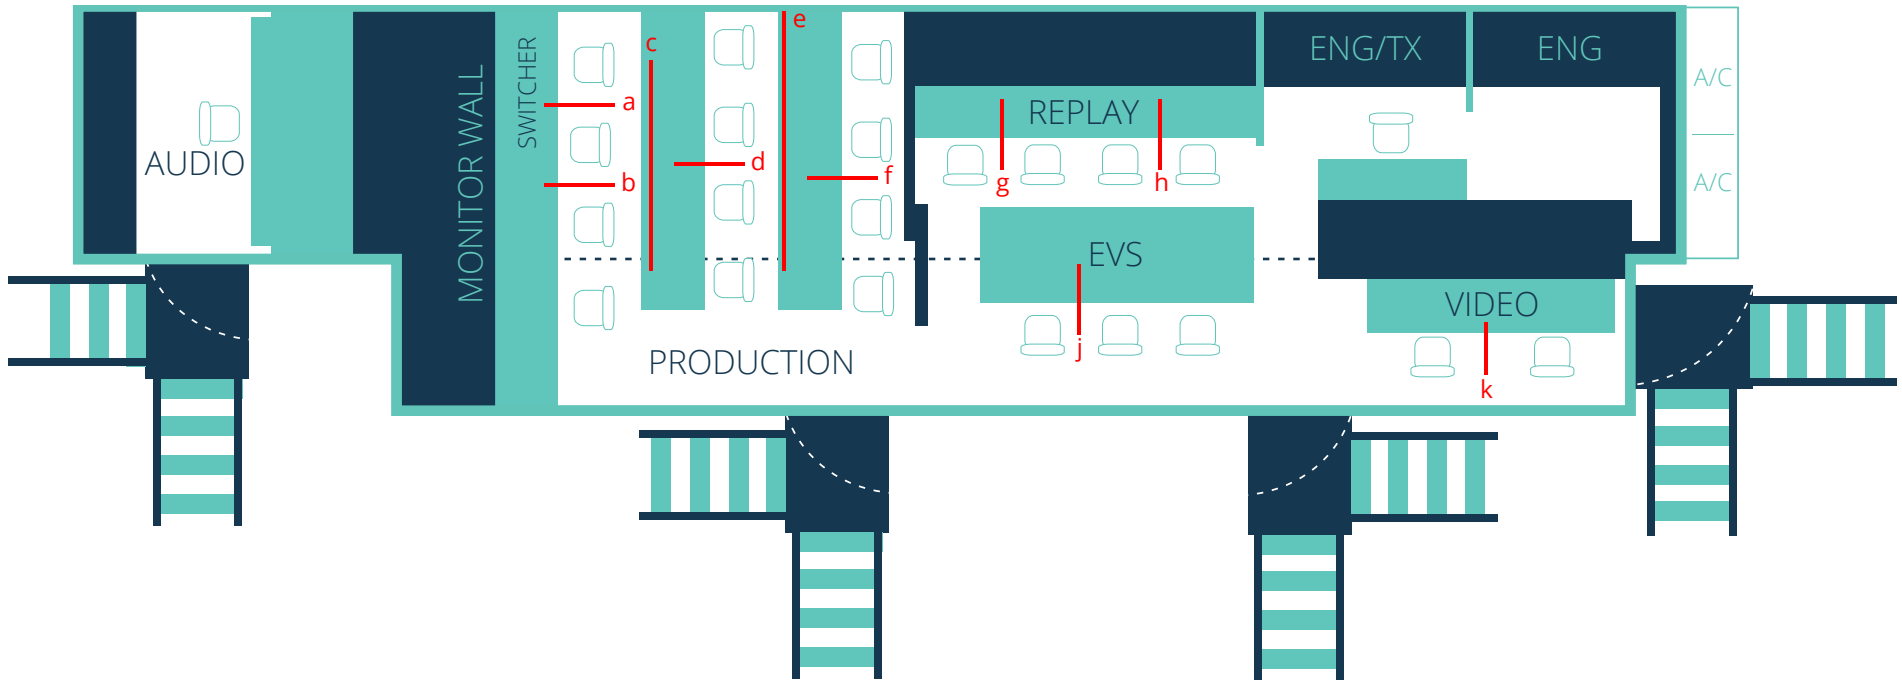 AUDIO
MONITOR WALL
SWITCHER
a
b
c
d
e
f
PRODUCTION
REPLAY
g
h
EVS
j
ENG/TX
ENG
VIDEO
k
A/C
A/C